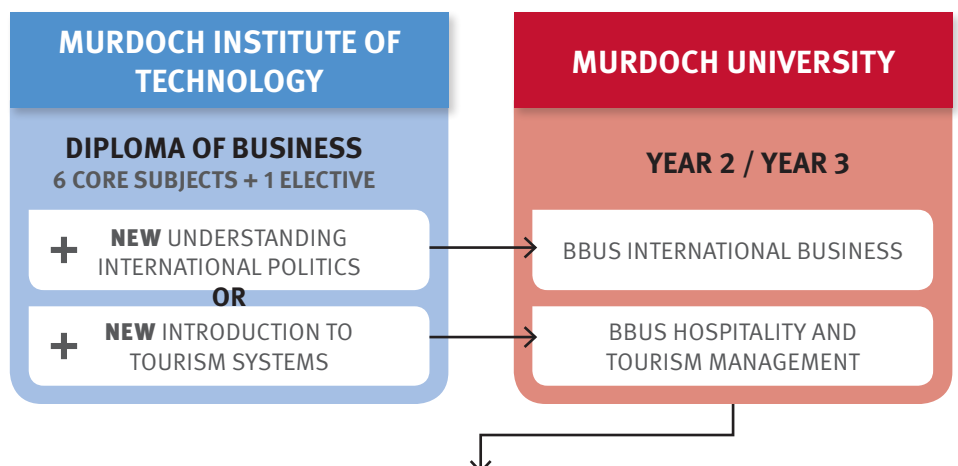 MURDOCH INSTITUTE OF
TECHNOLOGY
DIPLOMA OF BUSINESS
6 CORE SUBJECTS + 1 ELECTIVE
+ NEW UNDERSTANDING
INTERNATIONAL POLITICS
OR
+ NEW INTRODUCTION TO
TOURISM SYSTEMS
MURDOCH UNIVERSITY
YEAR 2 / YEAR 3
BBUS INTERNATIONAL BUSINESS
BBUS HOSPITALITY AND
TOURISM MANAGEMENT